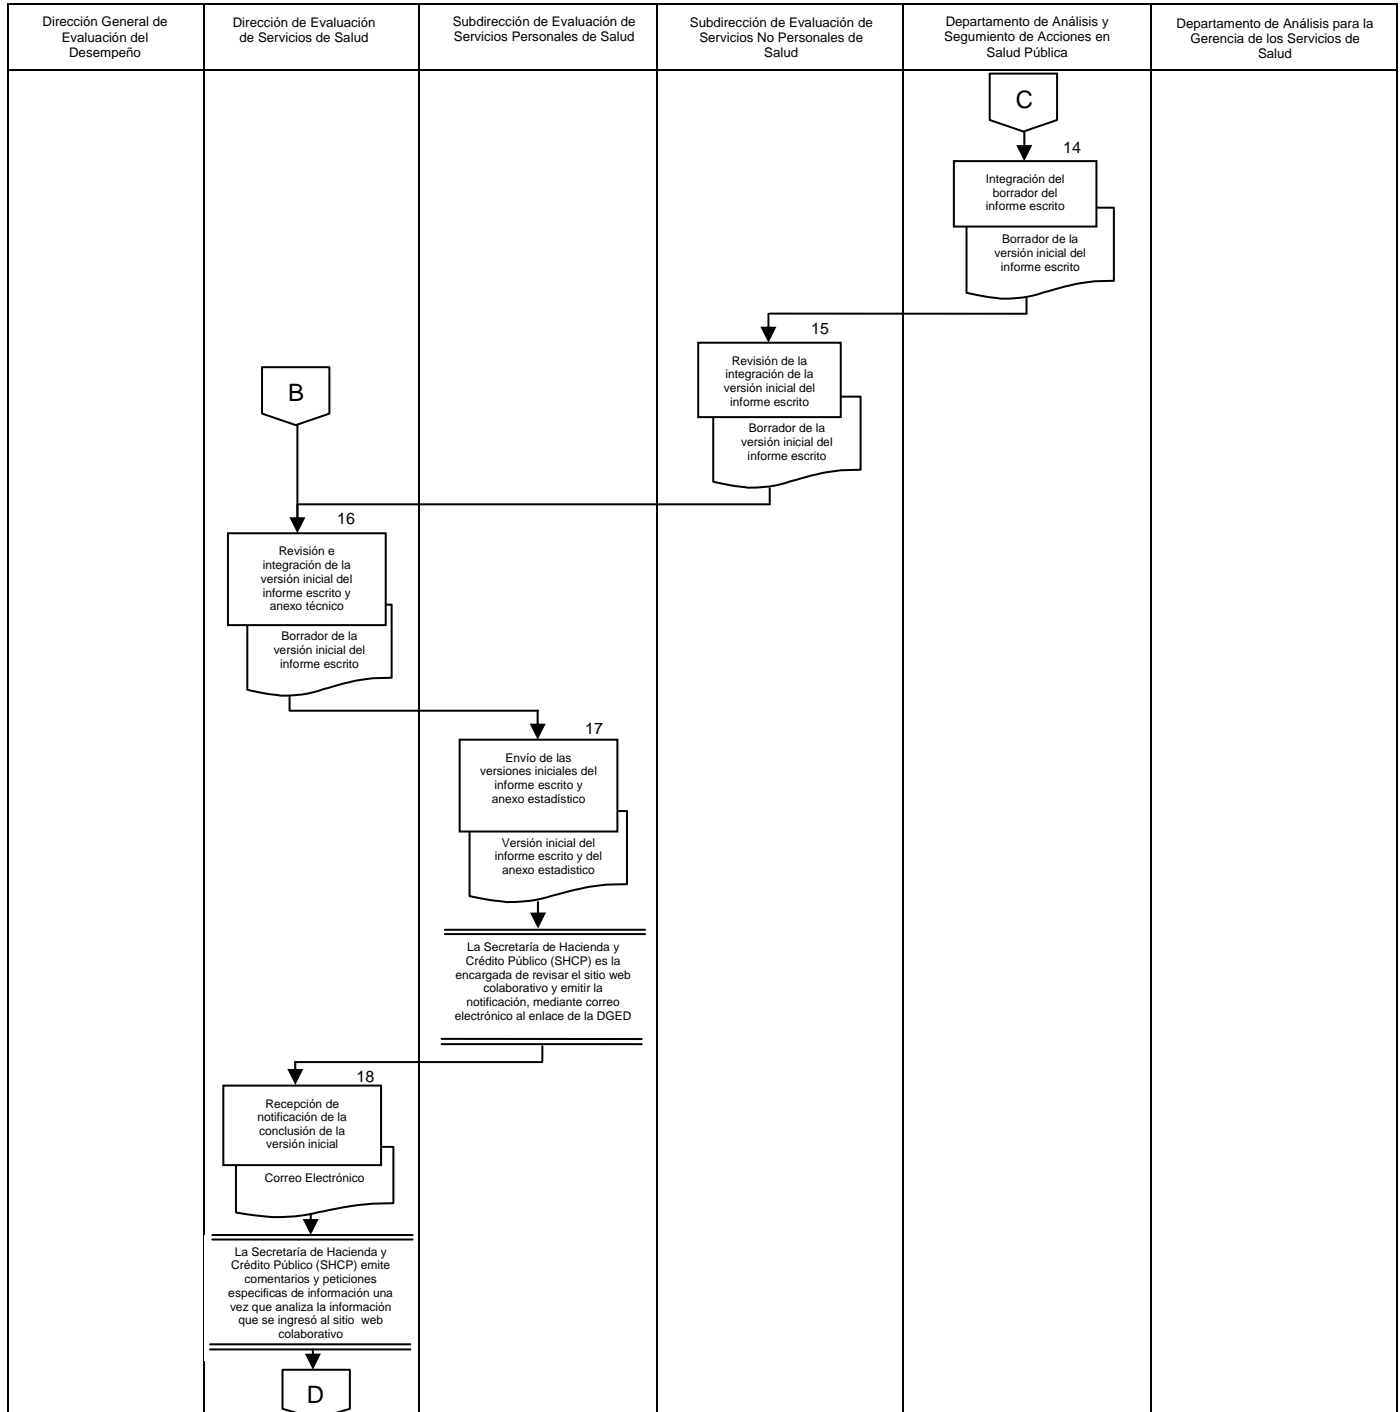 Dirección General de
Evaluación del
Desempeño
Dirección de Evaluación
de Servicios de Salud
Subdirección de Evaluación de
Servicios Personales de Salud
Subdirección de Evaluación de
Servicios No Personales de
Salud
Departamento de Análisis y
Segumiento de Acciones en
Salud Pública
Departamento de Análisis para la
Gerencia de los Servicios de
Salud
C
14
Integración del
borrador del
informe escrito
Borrador de la
versión inicial del
informe escrito
15
Revisión de la
integración de la
versión inicial del
informe escrito
Borrador de la
versión inicial del
informe escrito
B
16
Revisión e
integración de la
versión inicial del
informe escrito y
anexo técnico
Borrador de la
versión inicial del
informe escrito
17
Envío de las
versiones iniciales del
informe escrito y
anexo estadístico
Versión inicial del
informe escrito y del
anexo estadistico
La Secretaría de Hacienda y
Crédito Público (SHCP) es la
encargada de revisar el sitio web
colaborativo y emitir la
notificación, mediante correo
electrónico al enlace de la DGED
18
Recepción de
notificación de la
conclusión de la
versión inicial
Correo Electrónico
La Secretaría de Hacienda y
Crédito Público (SHCP) emite
comentarios y peticiones
especificas de información una
vez que analiza la información
que se ingresó al sitio web
colaborativo
D